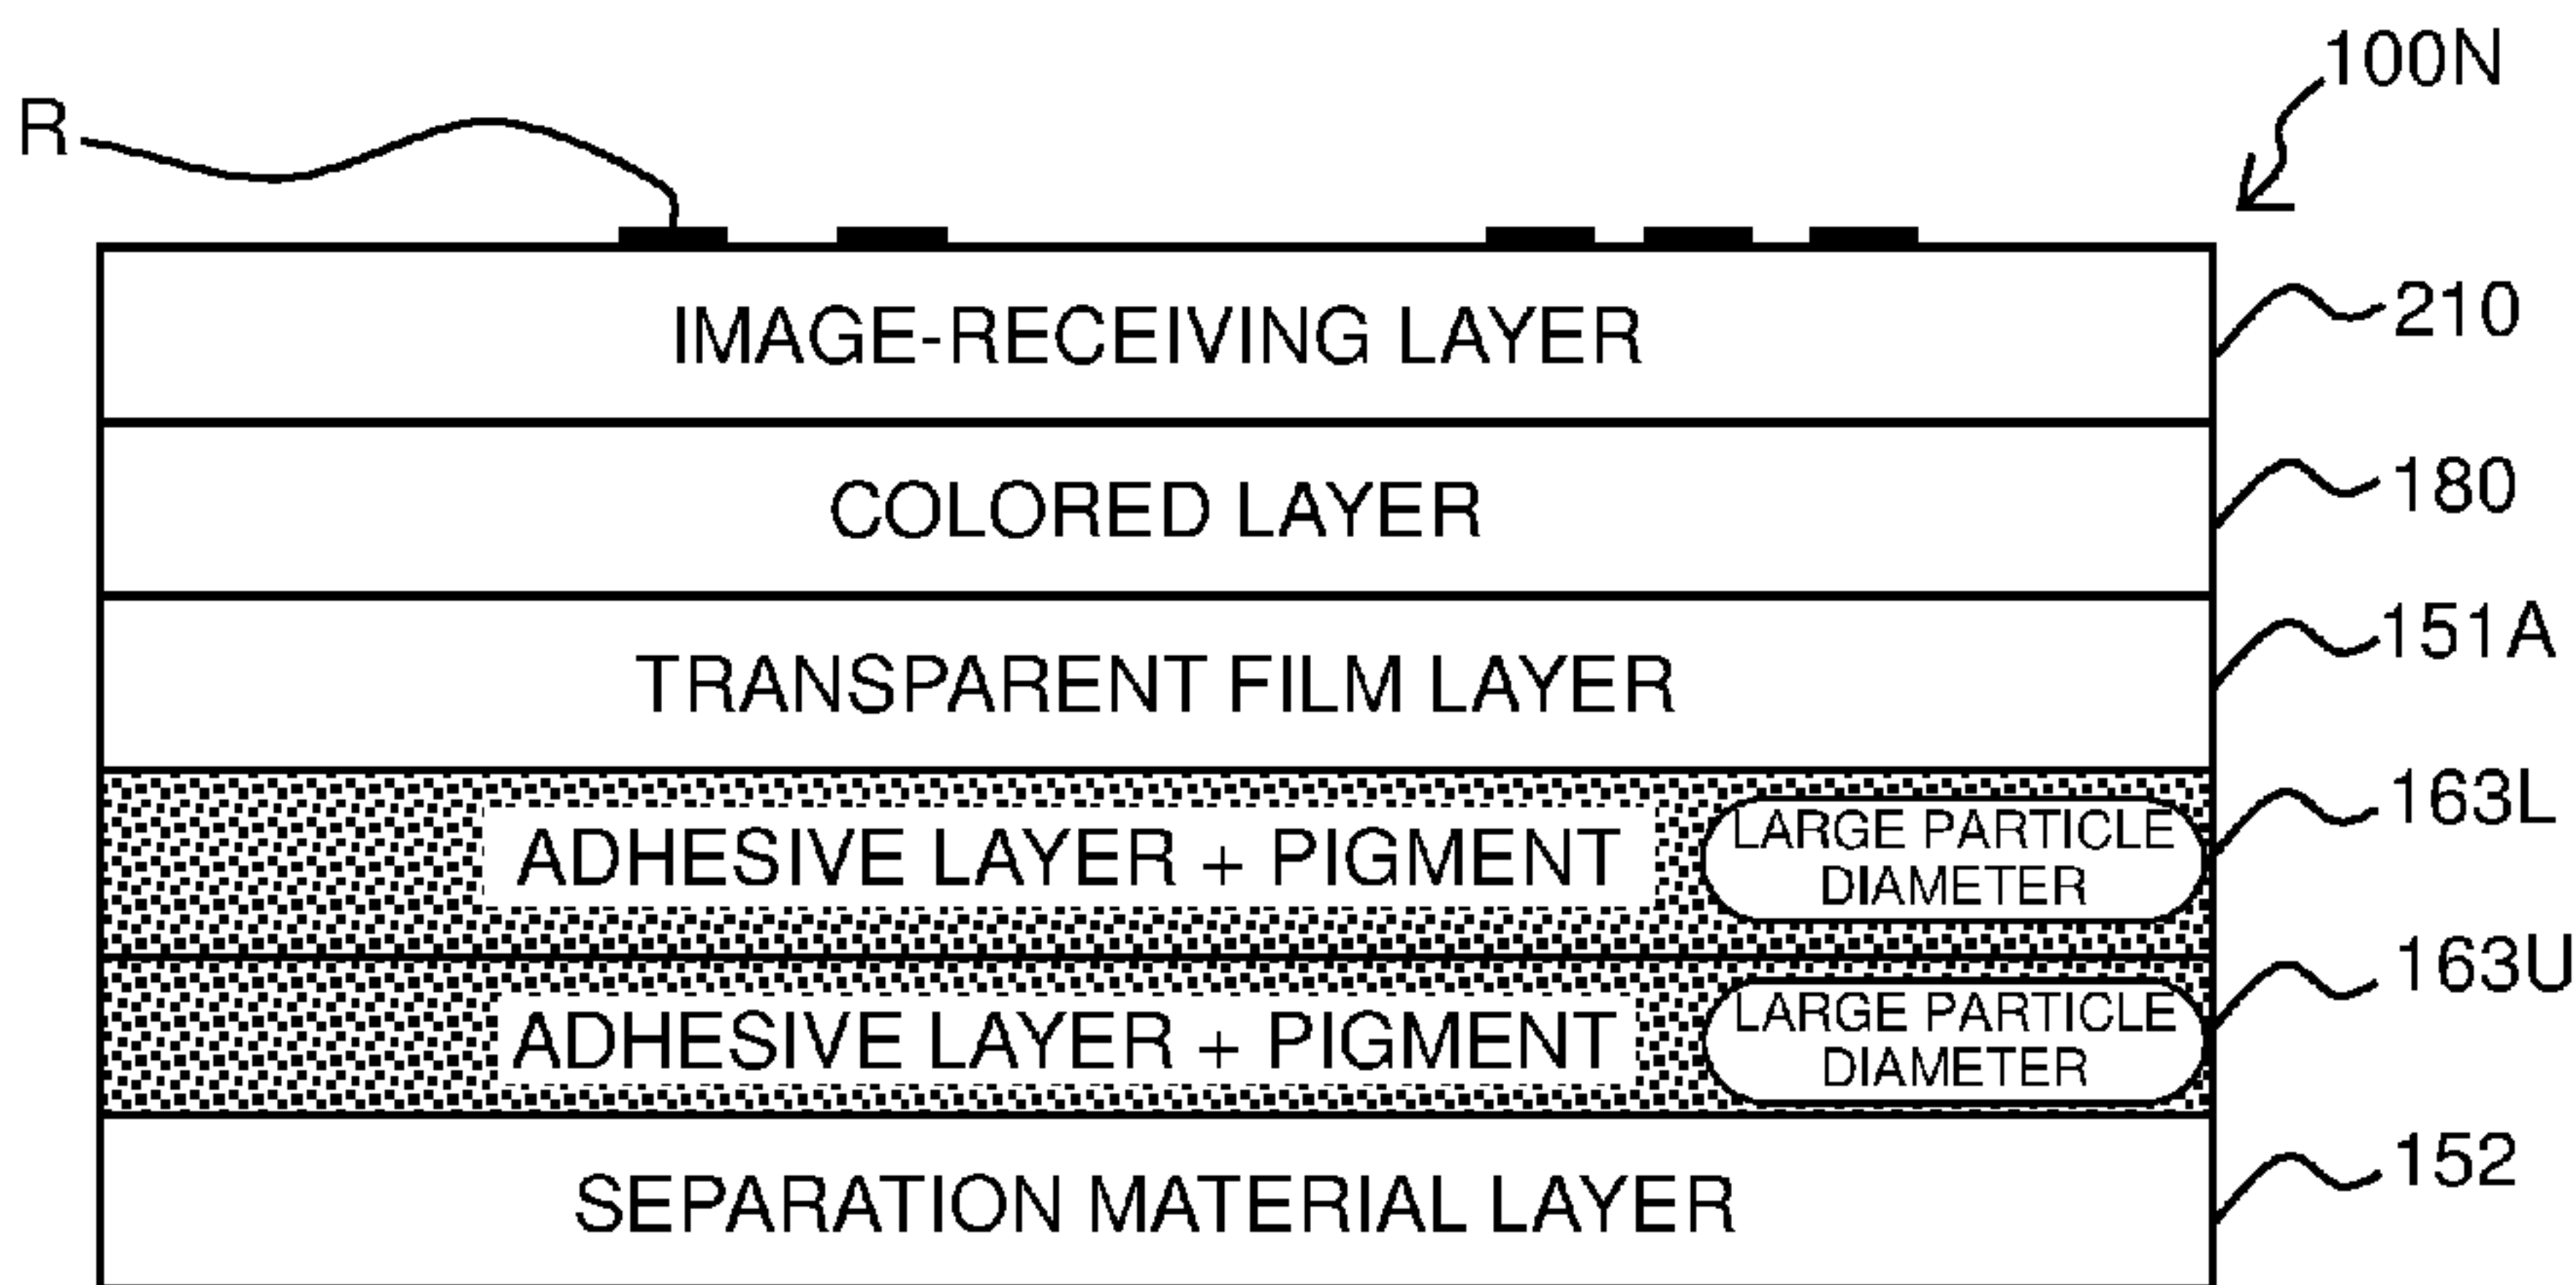 100N
R
IMAGE-RECEIVING LAYER
210
COLORED LAYER
180
TRANSPARENT FILM LAYER
151A
ADHESIVE LAYER + PIGMENT
LARGE PARTICLE
DIAMETER
163L
ADHESIVE LAYER + PIGMENT
LARGE PARTICLE
DIAMETER
163U
SEPARATION MATERIAL LAYER
152